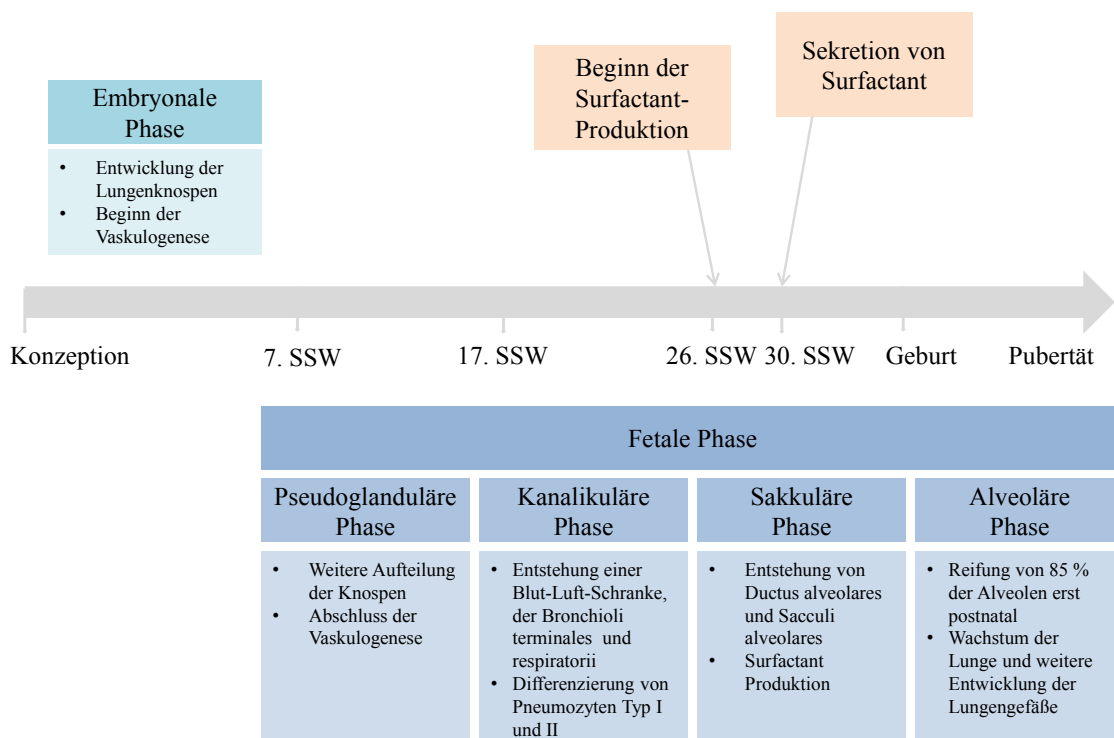 Embryonale
Phase
• Entwicklung der
Lungenknospen
• Beginn der
Vaskulogenese
Beginn der
Surfactant-
Produktion
Sekretion von
Surfactant
Konzeption
7. SSW
17. SSW
26. SSW
30. SSW
Geburt
Pubertät
Fetale Phase
Pseudoglanduläre
Phase
• Weitere Aufteilung
der Knospen
• Abschluss der
Vaskulogenese
Kanalikuläre
Phase
• Entstehung einer
Blut-Luft-Schranke,
der Bronchioli
terminales und
respiratorii
• Differenzierung von
Pneumozyten Typ I
und II
Sakkuläre
Phase
• Entstehung von
Ductus alveolares
und Sacculi
alveolares
• Surfactant
Produktion
Alveoläre
Phase
• Reifung von 85 %
der Alveolen erst
postnatal
• Wachstum der
Lunge und weitere
Entwicklung der
Lungengefäße